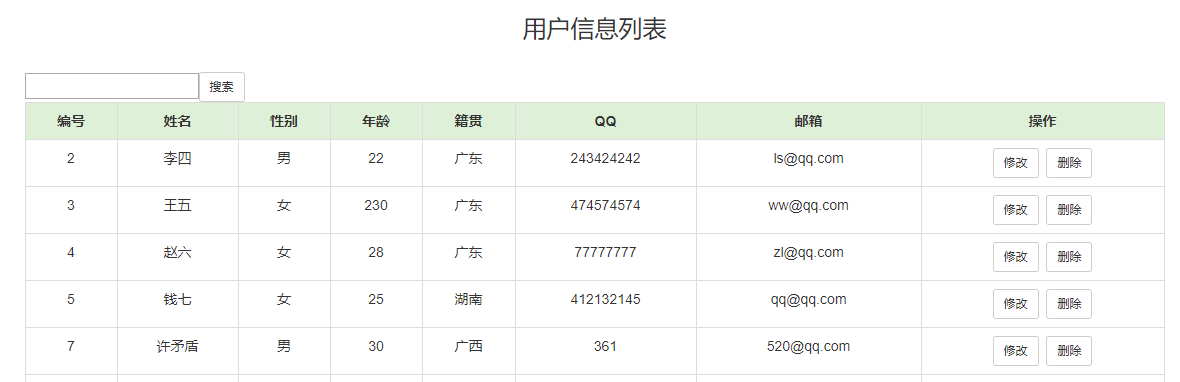 用户信息列表
搜索
编号 姓名 性别 年龄 籍贯 QQ 邮箱 操作
2 李四 男 22 广东 243424242 ls@qq.com 修改 删除
3 王五 女 230 广东 474574574 ww@qq.com 修改 删除
4 赵六 女 28 广东 77777777 zl@qq.com 修改 删除
5 钱七 女 25 湖南 412132145 qq@qq.com 修改 删除
7 许矛盾 男 30 广西 361 520@qq.com 修改 删除